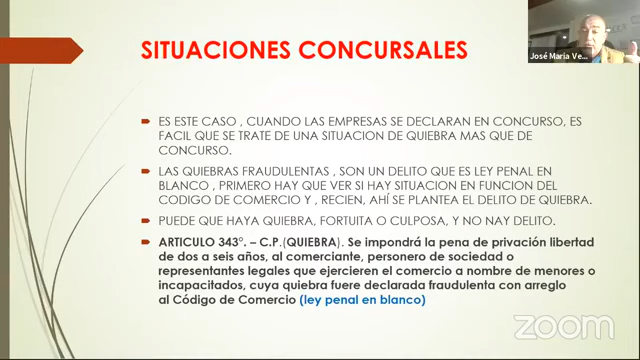 SITUACIONES CONCURSALES
José Maria Ve...
ES ESTE CASO , CUANDO LAS EMPRESAS SE DECLARAN EN CONCURSO, ES
FACIL QUE SE TRATE DE UNA SITUACION DE QUIEBRA MAS QUE DE
CONCURSO.
LAS QUIEBRAS FRAUDULENTAS , SON UN DELITO QUE ES LEY PENAL EN
BLANCO , PRIMERO HAY QUE VER SI HAY SITUACION EN FUNCION DEL
CODIGO DE COMERCIO Y , RECIEN, AHÍ SE PLANTEA EL DELITO DE QUIEBRA.
PUEDE QUE HAYA QUIEBRA, FORTUITA O CULPOSA, Y NO NAY DELITO.
ARTICULO 343°. – C.P.(QUIEBRA). Se impondrá la pena de privación libertad
de dos a seis años, al comerciante, personero de sociedad o
representantes legales que ejercieren el comercio a nombre de menores o
incapacitados, cuya quiebra fuere declarada fraudulenta con arreglo
al Código de Comercio (ley penal en blanco)
zoom